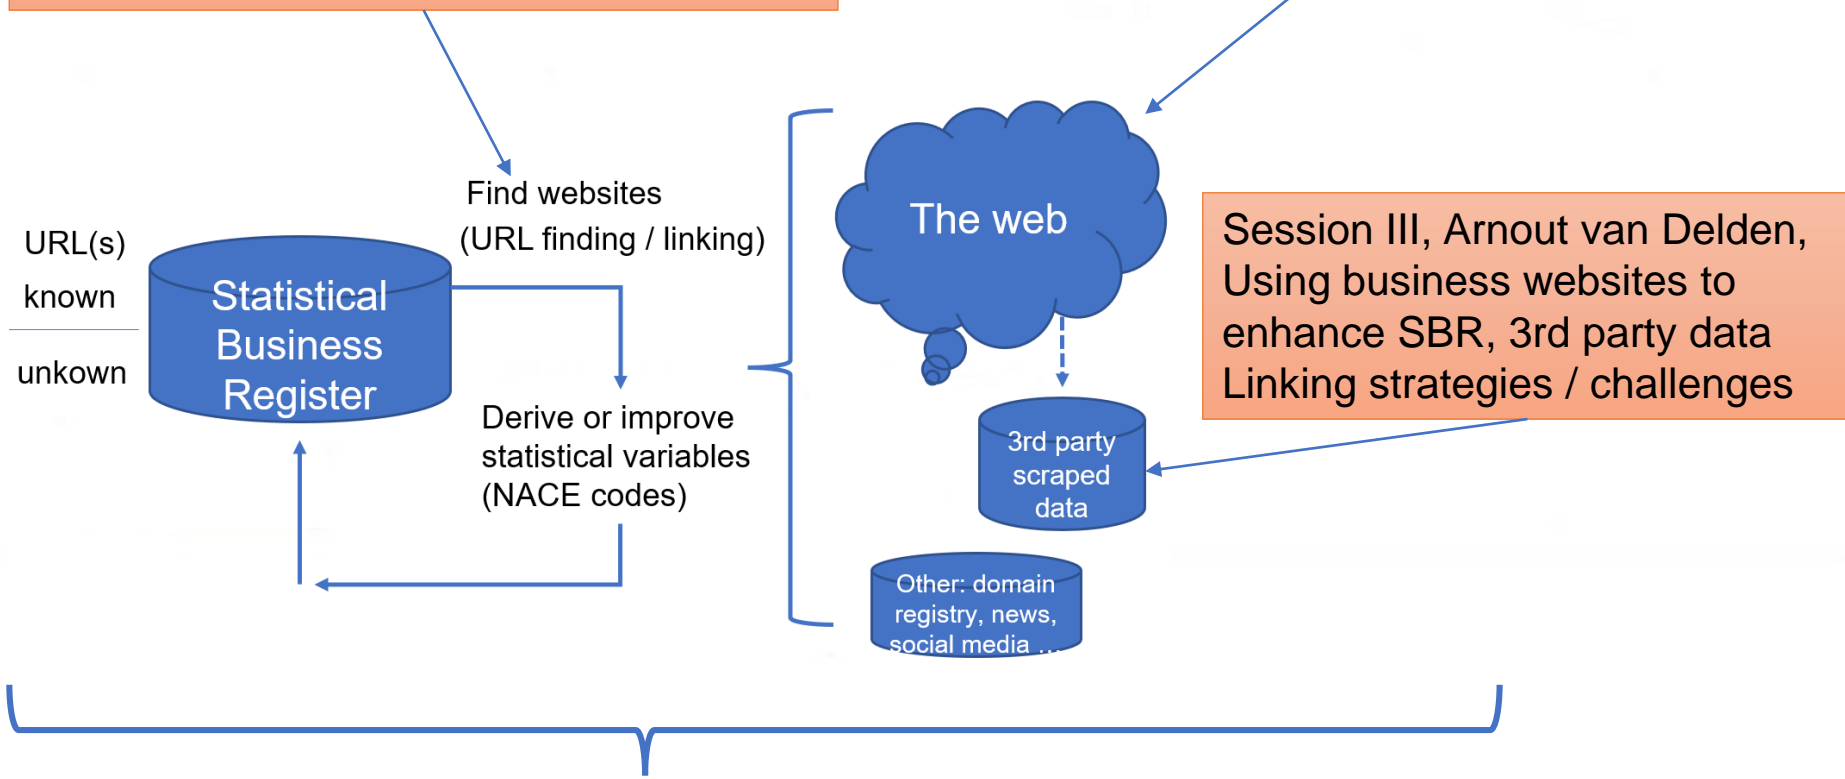 URL(s)
known
unkown
Statistical
Business
Register
Find websites
(URL finding / linking)
Derive or improve
statistical variables
(NACE codes)
The web
3rd party
scraped
data
Other: domain
registry, news,
social media ...
Session III, Arnout van Delden,
Using business websites to
enhance SBR, 3rd party data
Linking strategies / challenges